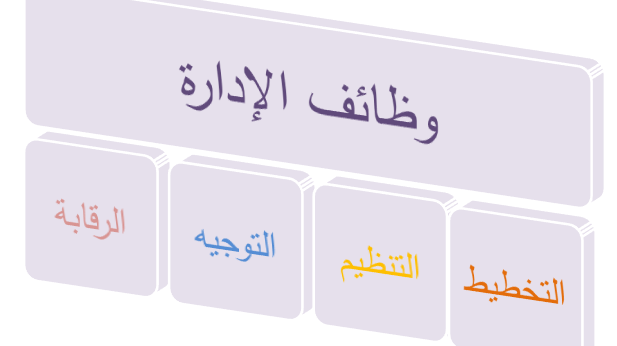 وظائف الإدارة
التخطيط
التنظيم
التوجيه
الرقابة